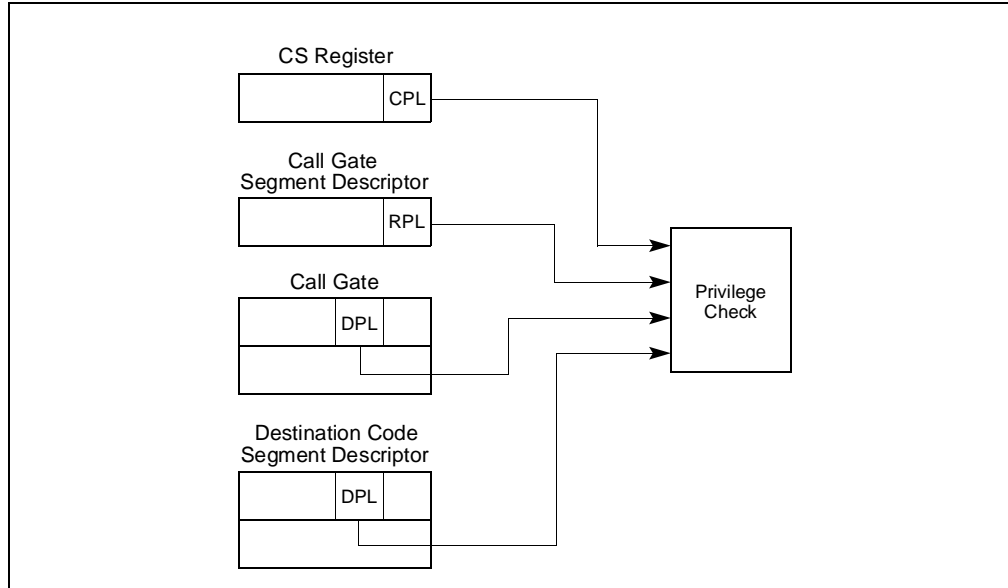 CS Register
CPL
Call Gate
Segment Descriptor
RPL
Call Gate
DPL
Privilege
Check
Destination Code
Segment Descriptor
DPL